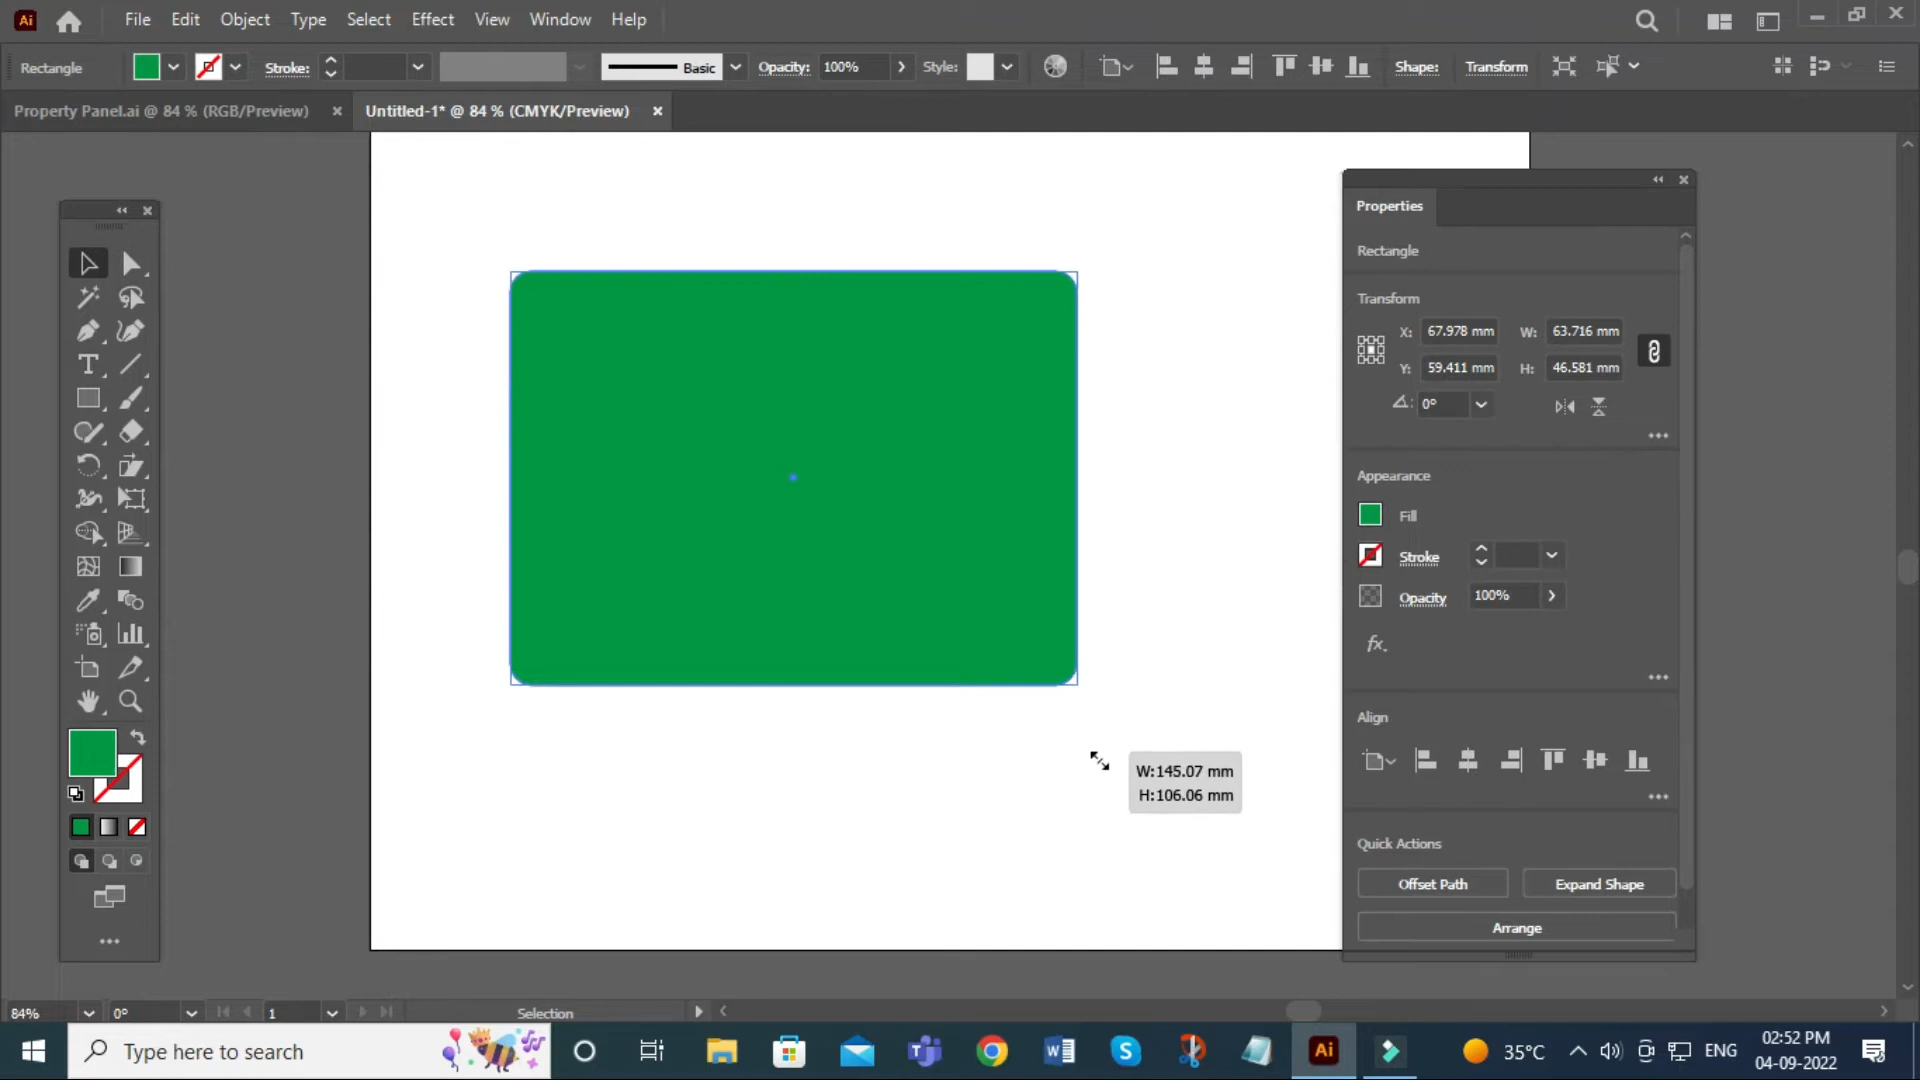 Ai File Edit Object Type Select Effect View Window Help
Rectangle Stroke: Basic Opacity: 100% Style: Shape: Transform
Property Panel.ai @ 84 % (RGB/Preview) Untitled-1* @ 84 % (CMYK/Preview)
Properties
Rectangle
Transform
X: 67.978 mm W: 63.716 mm
Y: 59.411 mm H: 46.581 mm
0°
Appearance
Fill
Stroke
Opacity 100%
fx.
Align
W:145.07 mm
H:106.06 mm
Quick Actions
Offset Path Expand Shape
Arrange
84% 0° 1 Selection
Type here to search
Ai 35°C ENG 02:52 PM
04-09-2022